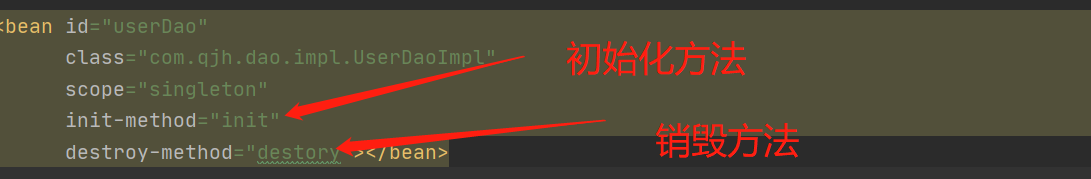 <bean id="userDao"
class="com.qjh.dao.impl.UserDaoImpl"
scope="singleton"
init-method="init"
destroy-method="destory"></bean>
初始化方法
销毁方法